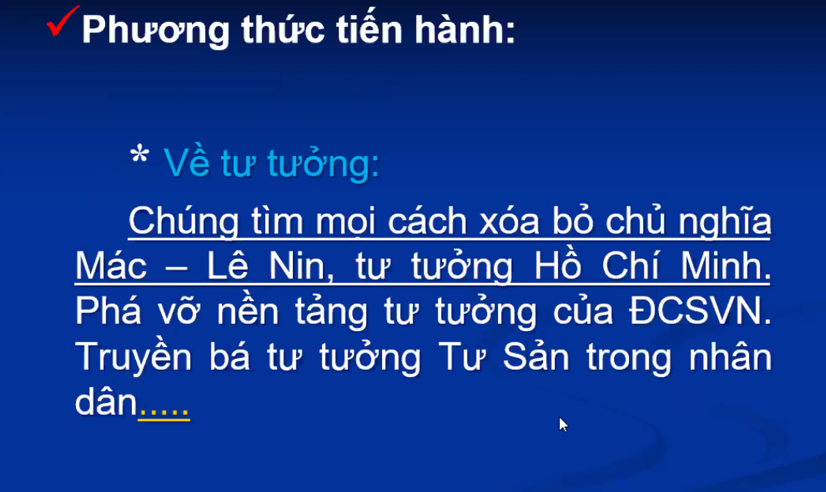 Phương thức tiến hành:
* Về tư tưởng:
Chúng tìm mọi cách xóa bỏ chủ nghĩa
Mác – Lê Nin, tư tưởng Hồ Chí Minh.
Phá vỡ nền tảng tư tưởng của ĐCSVN.
Truyền bá tư tưởng Tư Sản trong nhân
dân.....